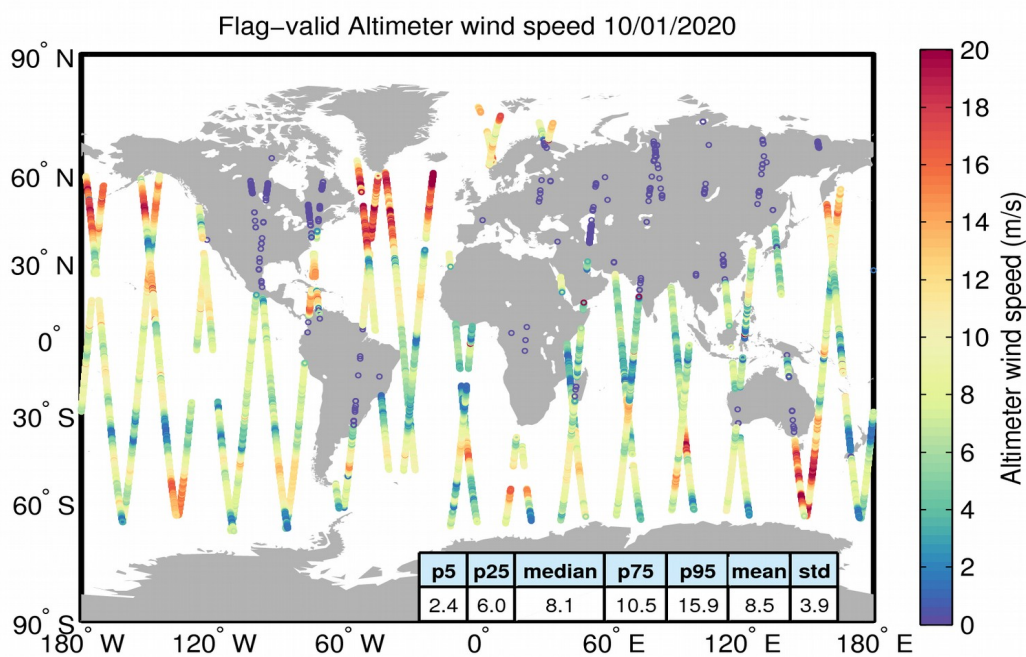 Flag−valid Altimeter wind speed 10/01/2020
90° N
60° N
30° N
0°
30° S
60° S
90° S
180° W
120° W
60° W
0°
60° E
120° E
180° E
p5 p25 median p75 p95 mean std
2.4 6.0 8.1 10.5 15.9 8.5 3.9
20
18
16
14
12
10
8
6
4
2
0
Altimeter wind speed (m/s)